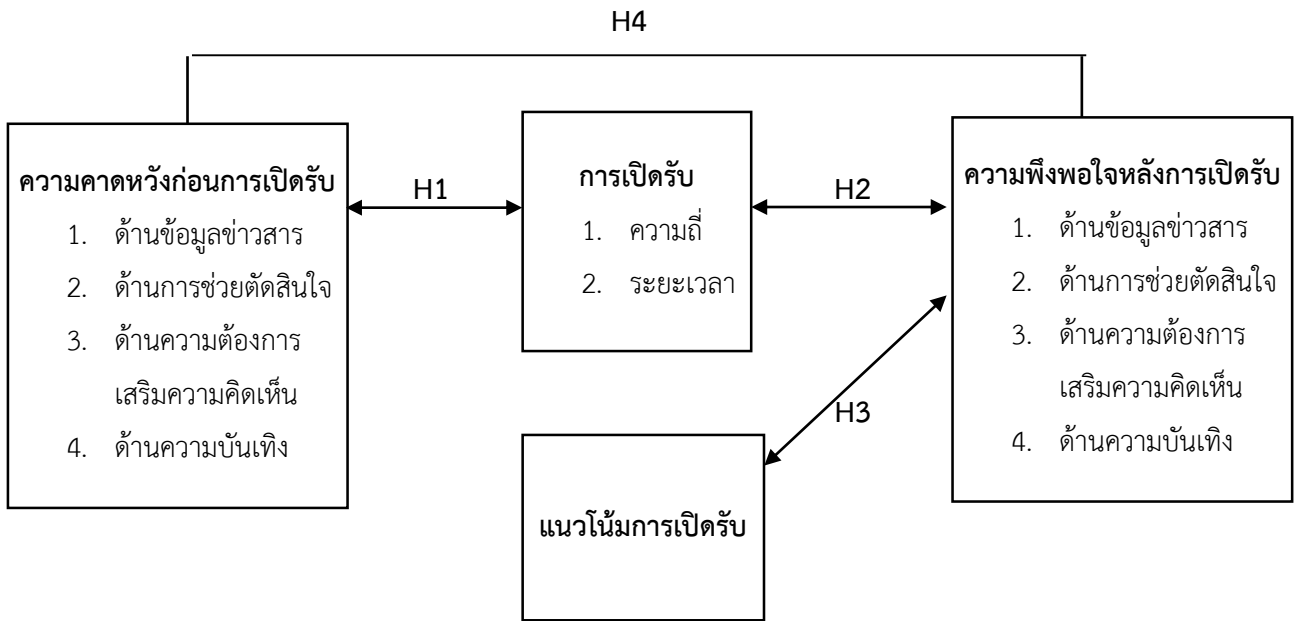 H4
ความคาดหวังก่อนการเปิดรับ
1. ด้านข้อมูลข่าวสาร
2. ด้านการช่วยตัดสินใจ
3. ด้านความต้องการ
เสริมความคิดเห็น
4. ด้านความบันเทิง
H1
การเปิดรับ
1. ความถี่
2. ระยะเวลา
H2
ความพึงพอใจหลังการเปิดรับ
1. ด้านข้อมูลข่าวสาร
2. ด้านการช่วยตัดสินใจ
3. ด้านความต้องการ
เสริมความคิดเห็น
4. ด้านความบันเทิง
H3
แนวโน้มการเปิดรับ